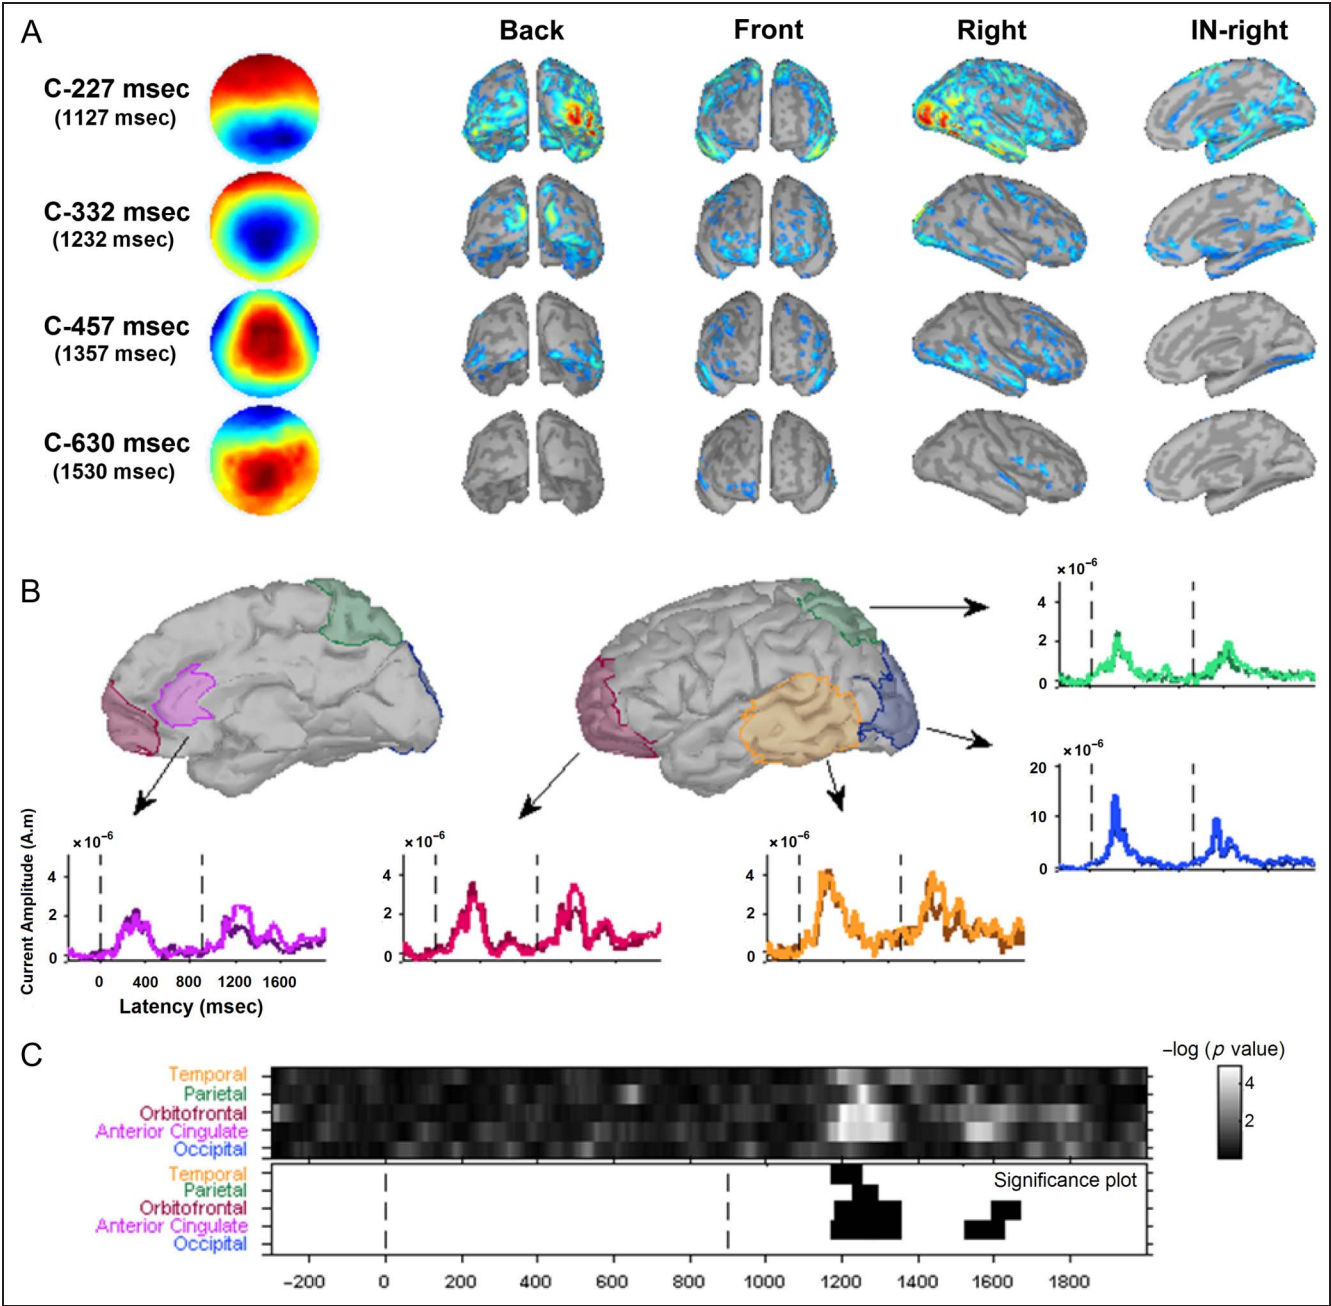 A
Back Front Right IN-right
C-227 msec
(1127 msec)
C-332 msec
(1232 msec)
C-457 msec
(1357 msec)
C-630 msec
(1530 msec)
B
×10⁻⁶
4
2
0
×10⁻⁶
20
10
0
Current Amplitude (A.m)
×10⁻⁶
4
2
0
0 400 800 1200 1600
Latency (msec)
×10⁻⁶
4
2
0
×10⁻⁶
4
2
0
C
Temporal
Parietal
Orbitofrontal
Anterior Cingulate
Occipital
–log (p value)
4
2
Temporal
Parietal
Orbitofrontal
Anterior Cingulate
Occipital
Significance plot
−200 0 200 400 600 800 1000 1200 1400 1600 1800